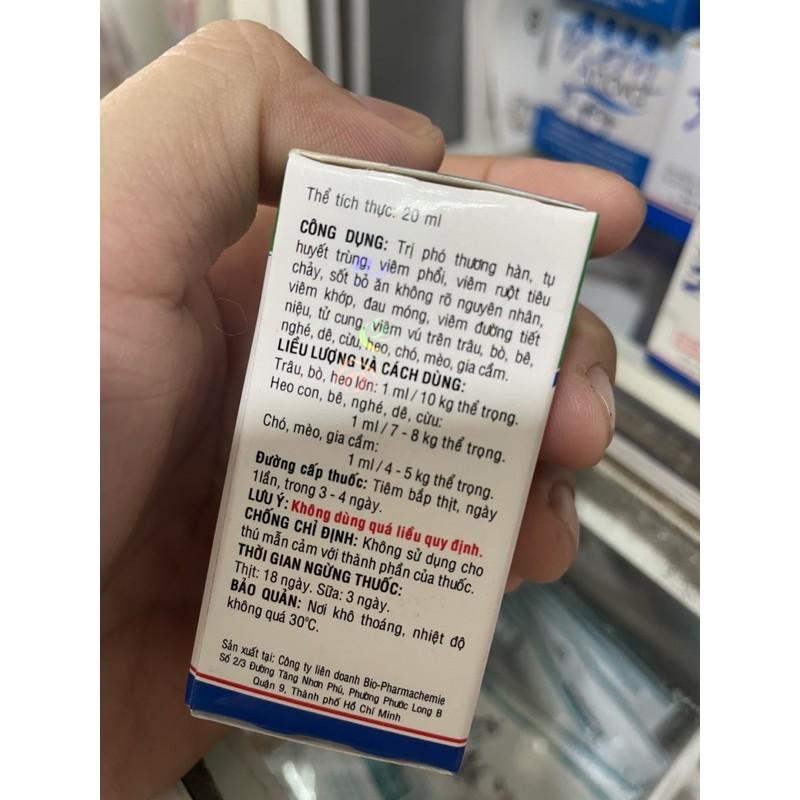 Thể tích thực: 20 ml
CÔNG DỤNG: Trị phó thương hàn, tụ
huyết trùng, viêm phổi, viêm ruột tiêu
chảy, sốt bỏ ăn không rõ nguyên nhân,
viêm khớp, đau móng, viêm đường tiết
niệu, tử cung, viêm vú trên trâu, bò, bê,
nghé, dê, cừu, heo, chó, mèo, gia cầm.
LIỀU LƯỢNG VÀ CÁCH DÙNG:
Trâu, bò, heo lớn: 1 ml / 10 kg thể trọng.
Heo con, bê, nghé, dê, cừu:
1 ml / 7 - 8 kg thể trọng.
Chó, mèo, gia cầm:
1 ml / 4 - 5 kg thể trọng.
Đường cấp thuốc: Tiêm bắp thịt, ngày
1lần, trong 3 - 4 ngày.
LƯU Ý: Không dùng quá liều quy định.
CHỐNG CHỈ ĐỊNH: Không sử dụng cho
thú mẫn cảm với thành phần của thuốc.
THỜI GIAN NGỪNG THUỐC:
Thịt: 18 ngày. Sữa: 3 ngày.
BẢO QUẢN: Nơi khô thoáng, nhiệt độ
không quá 30°C.
Sản xuất tại: Công ty liên doanh Bio-Pharmachemie
Số 2/3 Đường Tăng Nhơn Phú, Phường Phước Long B
Quận 9, Thành phố Hồ Chí Minh